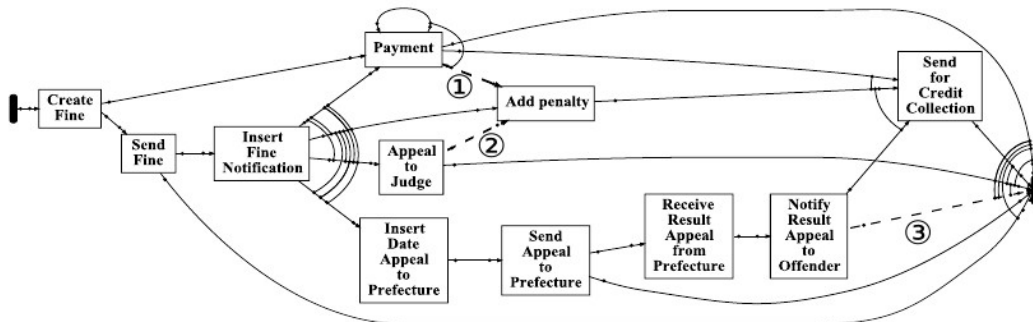 Payment
①
Add penalty
Send
for
Credit
Collection
Create
Fine
Send
Fine
Insert
Fine
Notification
Appeal
to
Judge
②
Insert
Date
Appeal
to
Prefecture
Send
Appeal
to
Prefecture
Receive
Result
Appeal
from
Prefecture
Notify
Result
Appeal
to
Offender
③